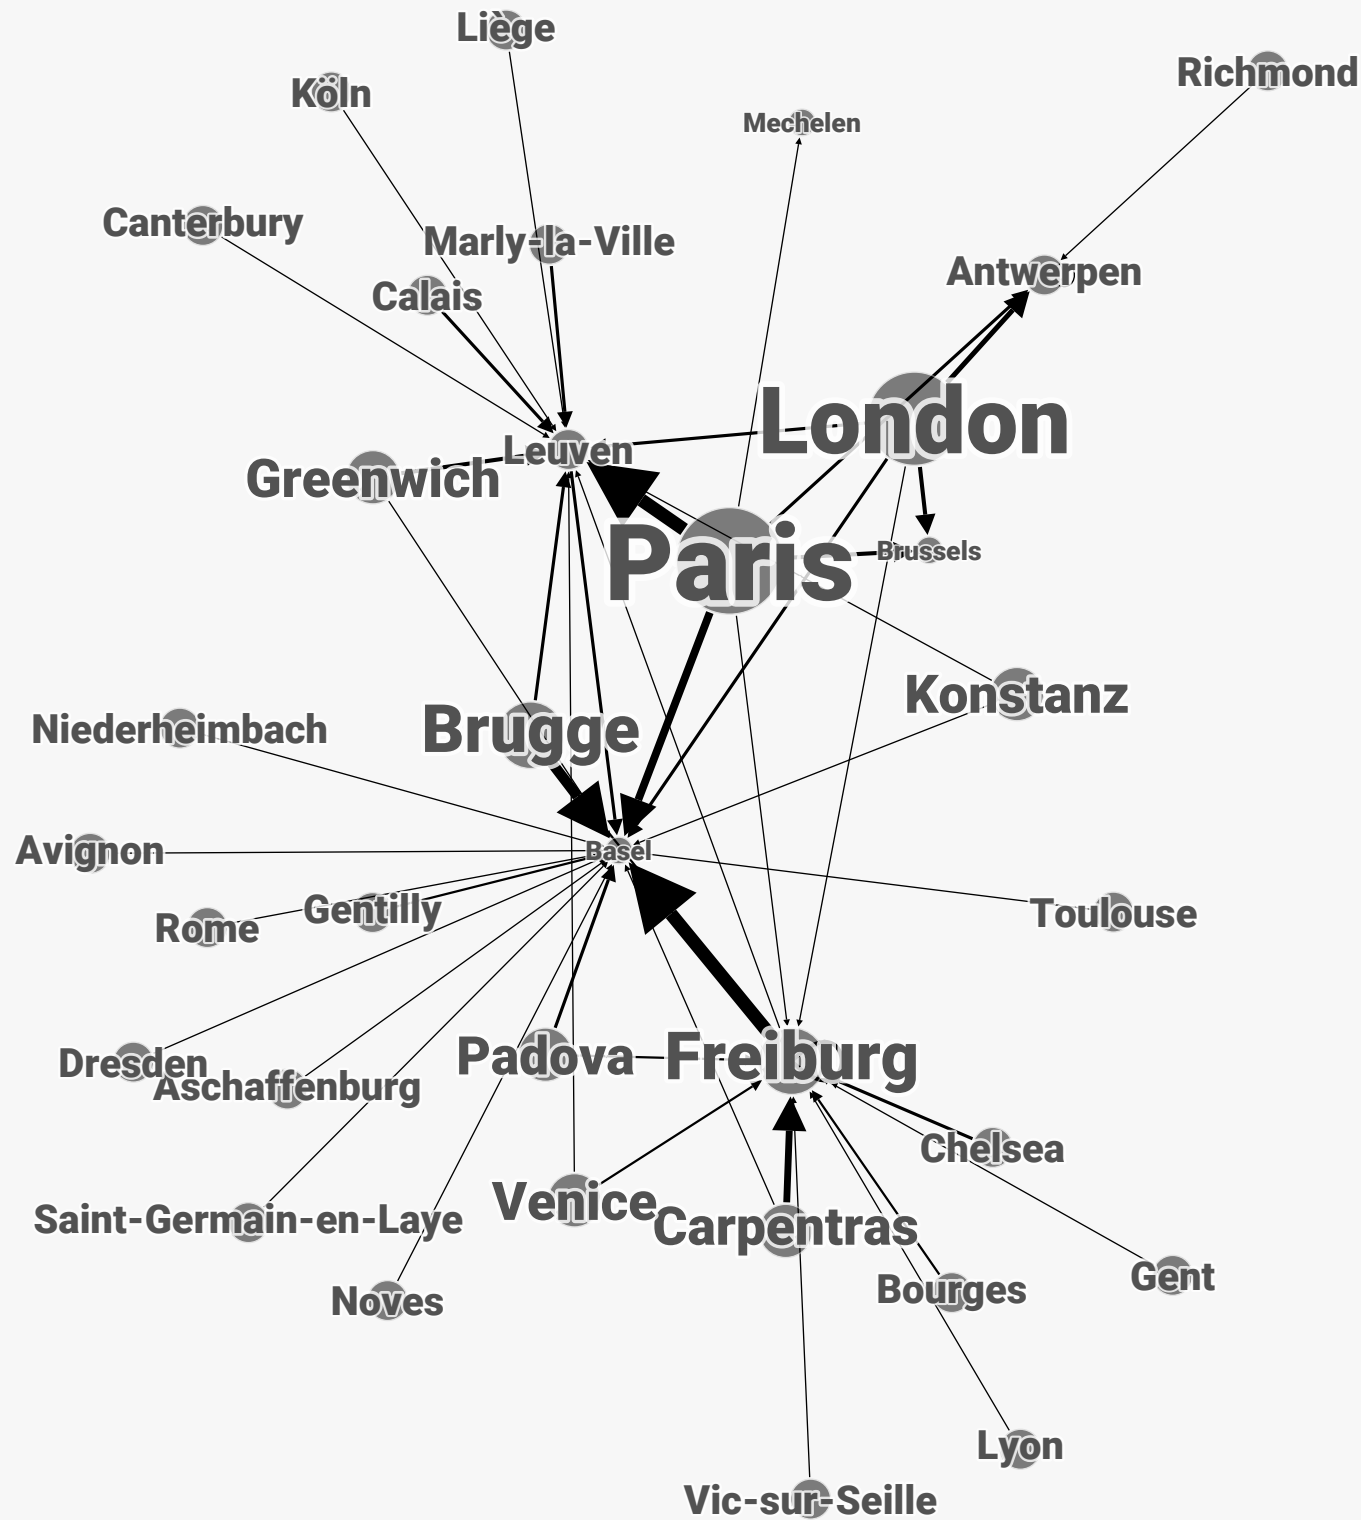 Liège
Richmond
Köln
Mechelen
Canterbury
Marly-la-Ville
Antwerpen
Calais
London
Leuven
Greenwich
Brussels
Paris
Konstanz
Niederheimbach
Brugge
Avignon
Basel
Gentilly
Toulouse
Rome
Padova
Freiburg
Dresden
Aschaffenburg
Chelsea
Venice
Saint-Germain-en-Laye
Carpentras
Gent
Bourges
Noves
Lyon
Vic-sur-Seille